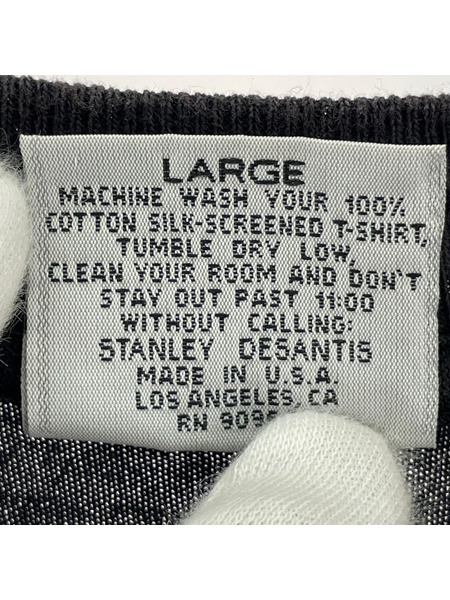 LARGE
MACHINE WASH YOUR 100%
COTTON SILK-SCREENED T-SHIRT,
TUMBLE DRY LOW,
CLEAN YOUR ROOM AND DON'T
STAY OUT PAST 11:00
WITHOUT CALLING:
STANLEY DESANTIS
MADE IN U.S.A.
LOS ANGELES, CA
RN